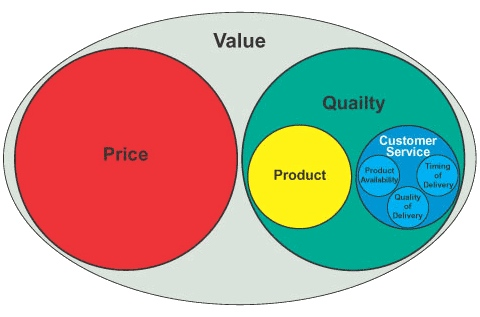 Value
Price
Quailty
Product
Customer
Service
Product
Availability
Timing
of
Delivery
Quality
of
Delivery